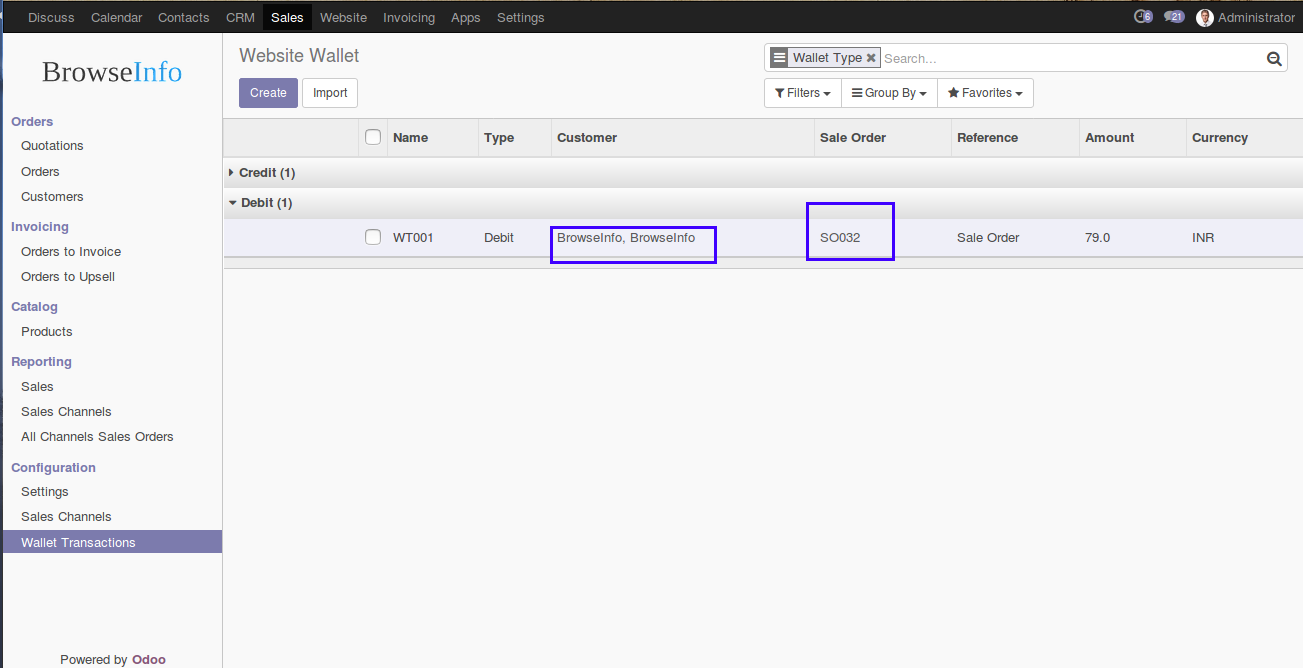 Discuss Calendar Contacts CRM Sales Website Invoicing Apps Settings 6 21 Administrator
BrowseInfo
Orders
Quotations
Orders
Customers
Invoicing
Orders to Invoice
Orders to Upsell
Catalog
Products
Reporting
Sales
Sales Channels
All Channels Sales Orders
Configuration
Settings
Sales Channels
Wallet Transactions
Powered by Odoo
Website Wallet
Wallet Type Search...
Create Import
Filters Group By Favorites
Name Type Customer Sale Order Reference Amount Currency
Credit (1)
Debit (1)
WT001 Debit BrowseInfo, BrowseInfo SO032 Sale Order 79.0 INR